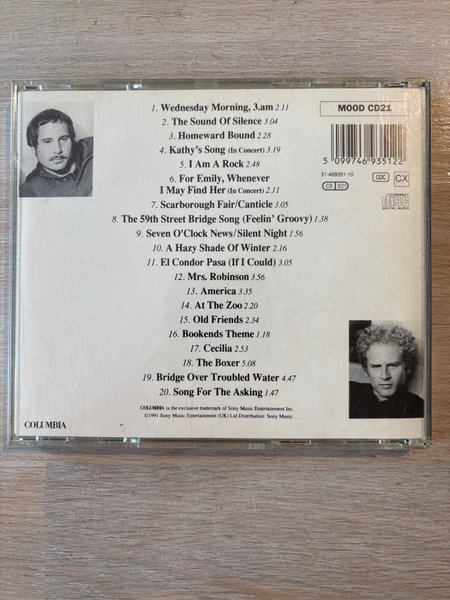 1. Wednesday Morning, 3.am 2.11
2. The Sound Of Silence 3.04
3. Homeward Bound 2.28
4. Kathy's Song (In Concert) 3.19
5. I Am A Rock 2.48
6. For Emily, Whenever
I May Find Her (In Concert) 2.11
7. Scarborough Fair/Canticle 3.05
8. The 59th Street Bridge Song (Feelin' Groovy) 1.38
9. Seven O'Clock News/Silent Night 1.56
10. A Hazy Shade Of Winter 2.16
11. El Condor Pasa (If I Could) 3.05
12. Mrs. Robinson 3.56
13. America 3.35
14. At The Zoo 2.20
15. Old Friends 2.34
16. Bookends Theme 1.18
17. Cecilia 2.53
18. The Boxer 5.08
19. Bridge Over Troubled Water 4.47
20. Song For The Asking 1.47
COLUMBIA is the exclusive trademark of Sony Music Entertainment Inc.
©1991 Sony Music Entertainment (UK) Ltd Distribution: Sony Music.
COLUMBIA
MOOD CD21
5 099746 935122
31-469351-10
CB 821
CX
COMPACT
disc
DIGITAL AUDIO